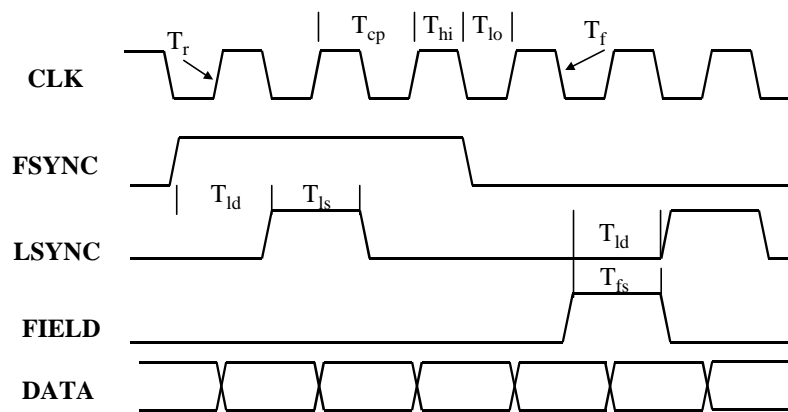 T_r T_cp T_hi T_lo T_f
CLK
FSYNC
T_ld T_ls
LSYNC T_ld
T_fs
FIELD
DATA